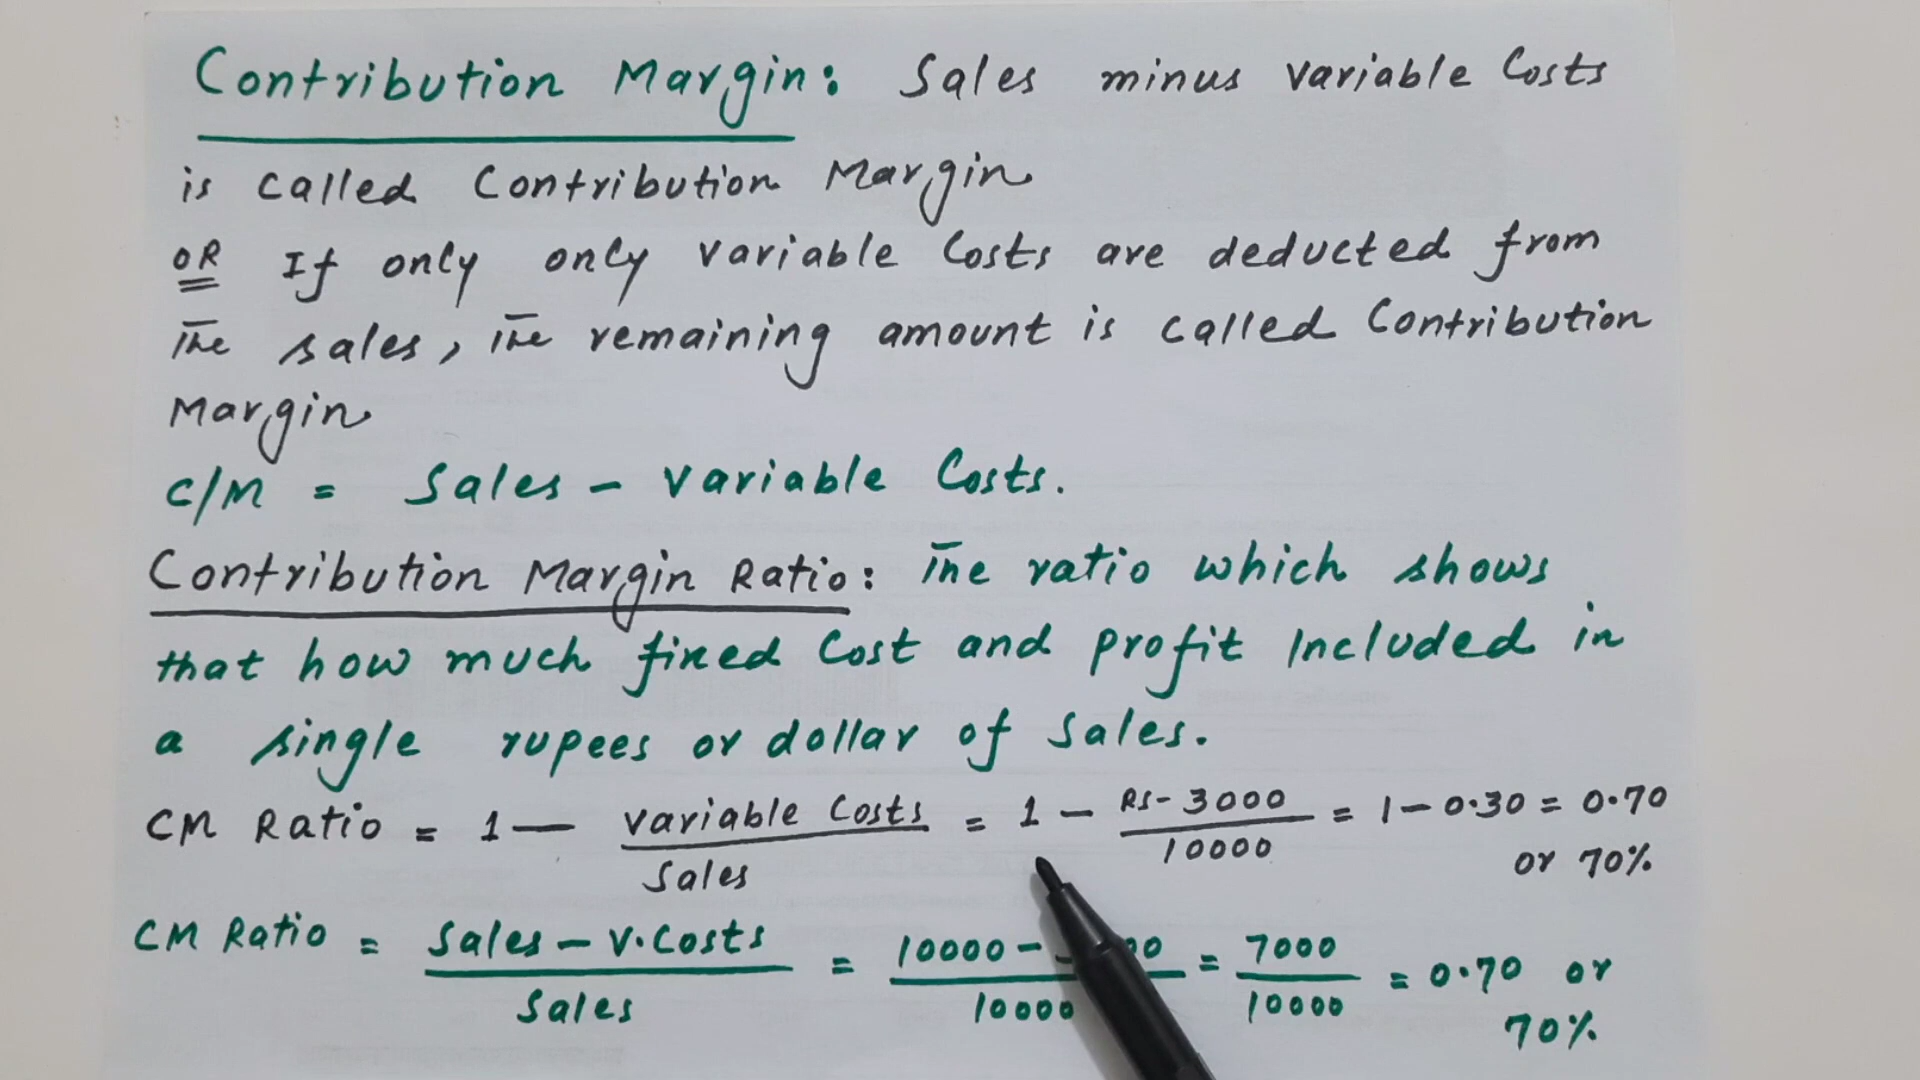 Contribution Margin: Sales minus variable Costs
is called Contribution Margin
OR If only only variable Costs are deducted from
The sales, The remaining amount is called Contribution
Margin
C/M = Sales - Variable Costs.
Contribution Margin Ratio: The ratio which shows
that how much fixed Cost and profit Included in
a single rupees or dollar of sales.
CM Ratio = 1 — Variable Costs / Sales = 1 - RS-3000 / 10000 = 1-0.30 = 0.70 or 70%
CM Ratio = Sales - V.Costs / Sales = 10000 - / 10000 = 7000 / 10000 = 0.70 or 70%